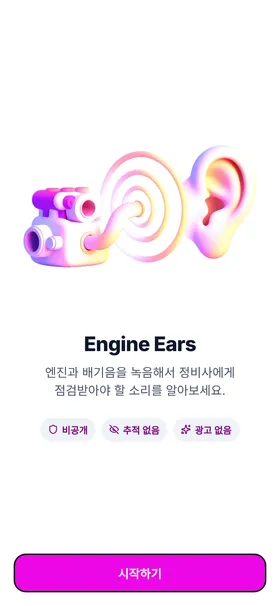 Engine Ears
엔진과 배기음을 녹음해서 정비사에게
점검받아야 할 소리를 알아보세요.
비공개 추적 없음 광고 없음
시작하기